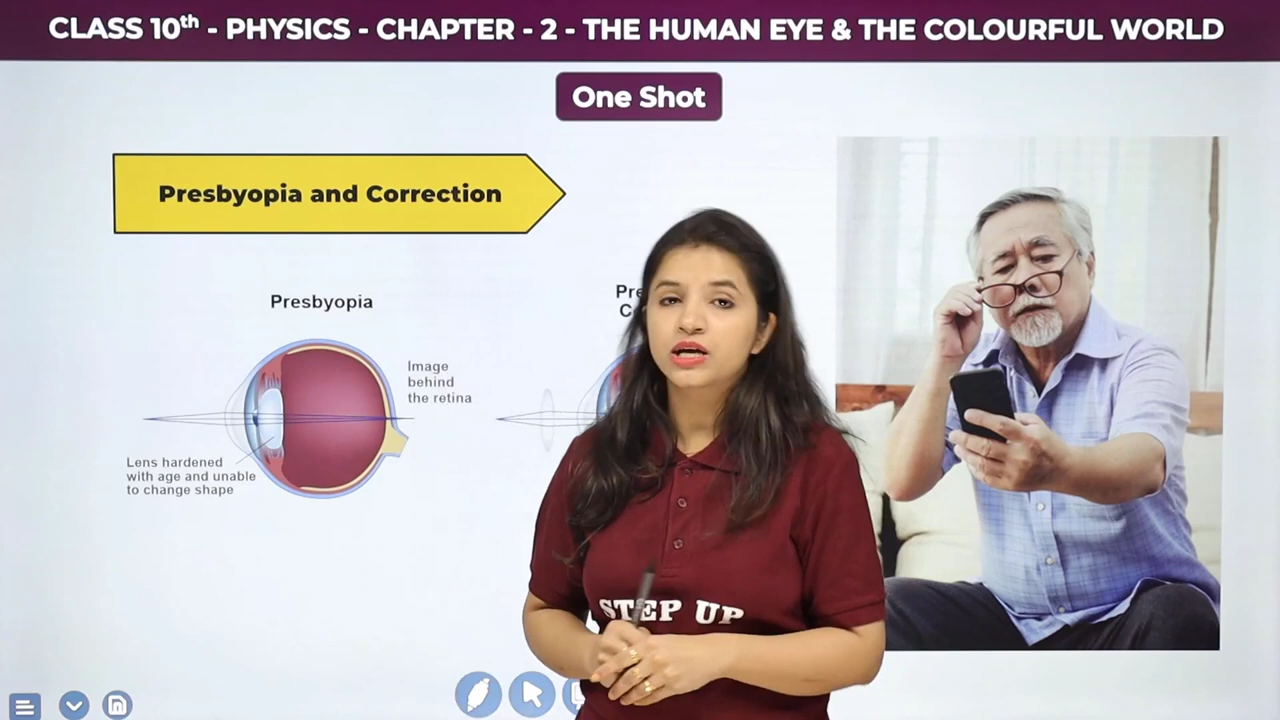 CLASS 10th - PHYSICS - CHAPTER - 2 - THE HUMAN EYE & THE COLOURFUL WORLD
One Shot
Presbyopia and Correction
Presbyopia
Image
behind
the retina
Lens hardened
with age and unable
to change shape
STEP UP